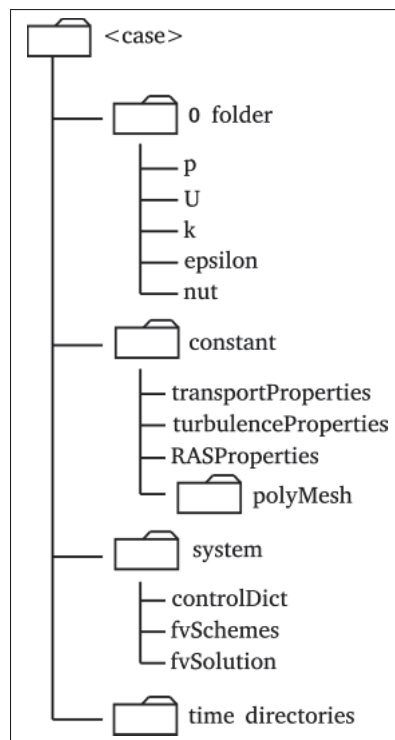 <case>
0 folder
p
U
k
epsilon
nut
constant
transportProperties
turbulenceProperties
RASProperties
polyMesh
system
controlDict
fvSchemes
fvSolution
time directories